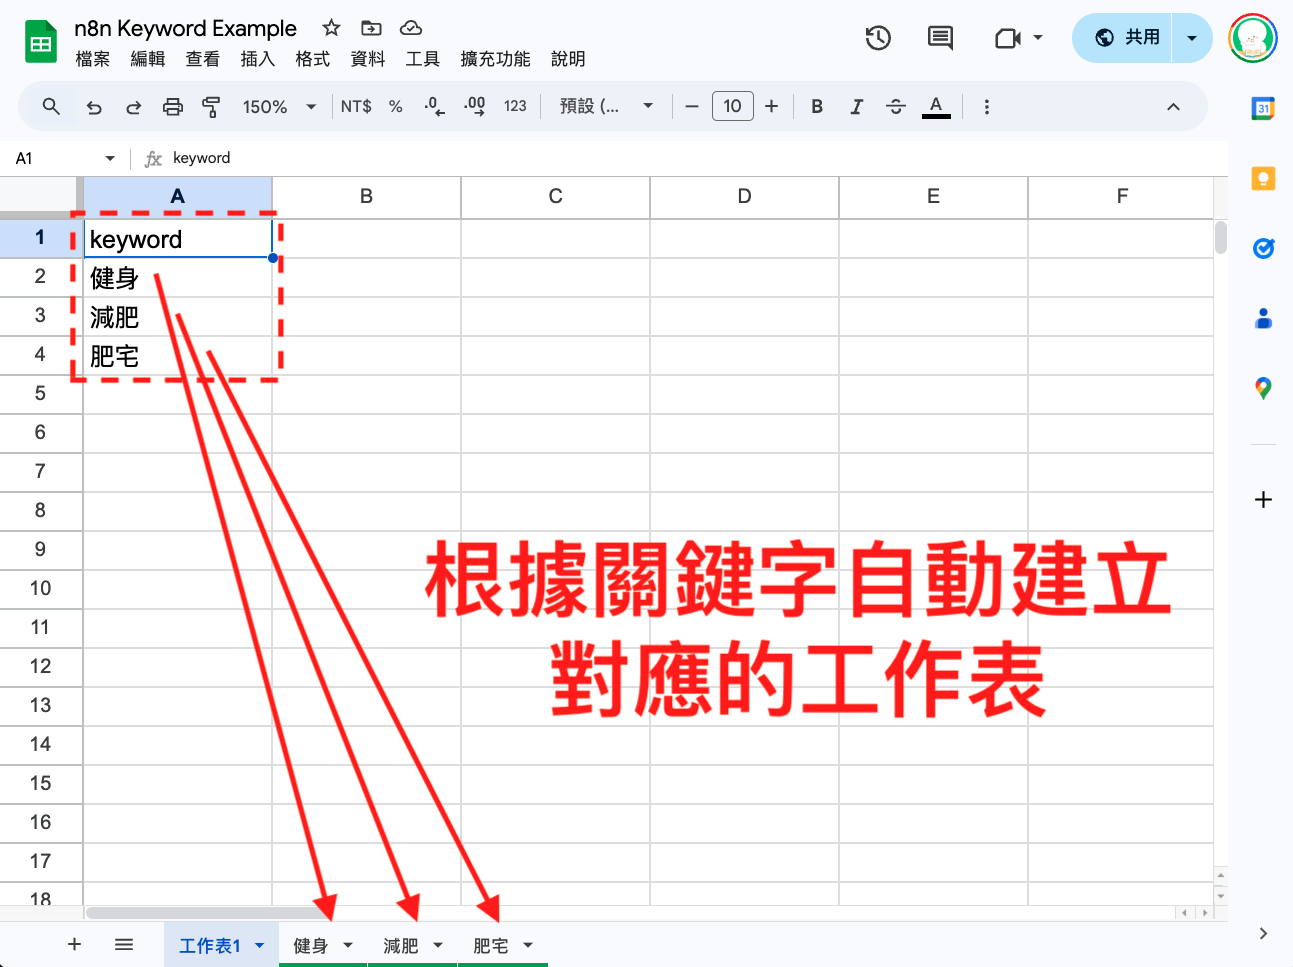 n8n Keyword Example
檔案 編輯 查看 插入 格式 資料 工具 擴充功能 說明
共用
150% NT$ % .0 .00 123 預設 (... 10 B I S A
31
A1 fx keyword
A B C D E F
1 keyword
2 健身
3 減肥
4 肥宅
5
6
7
8
9
10
11
12
13
14
15
16
17
18
根據關鍵字自動建立
對應的工作表
工作表1 健身 減肥 肥宅